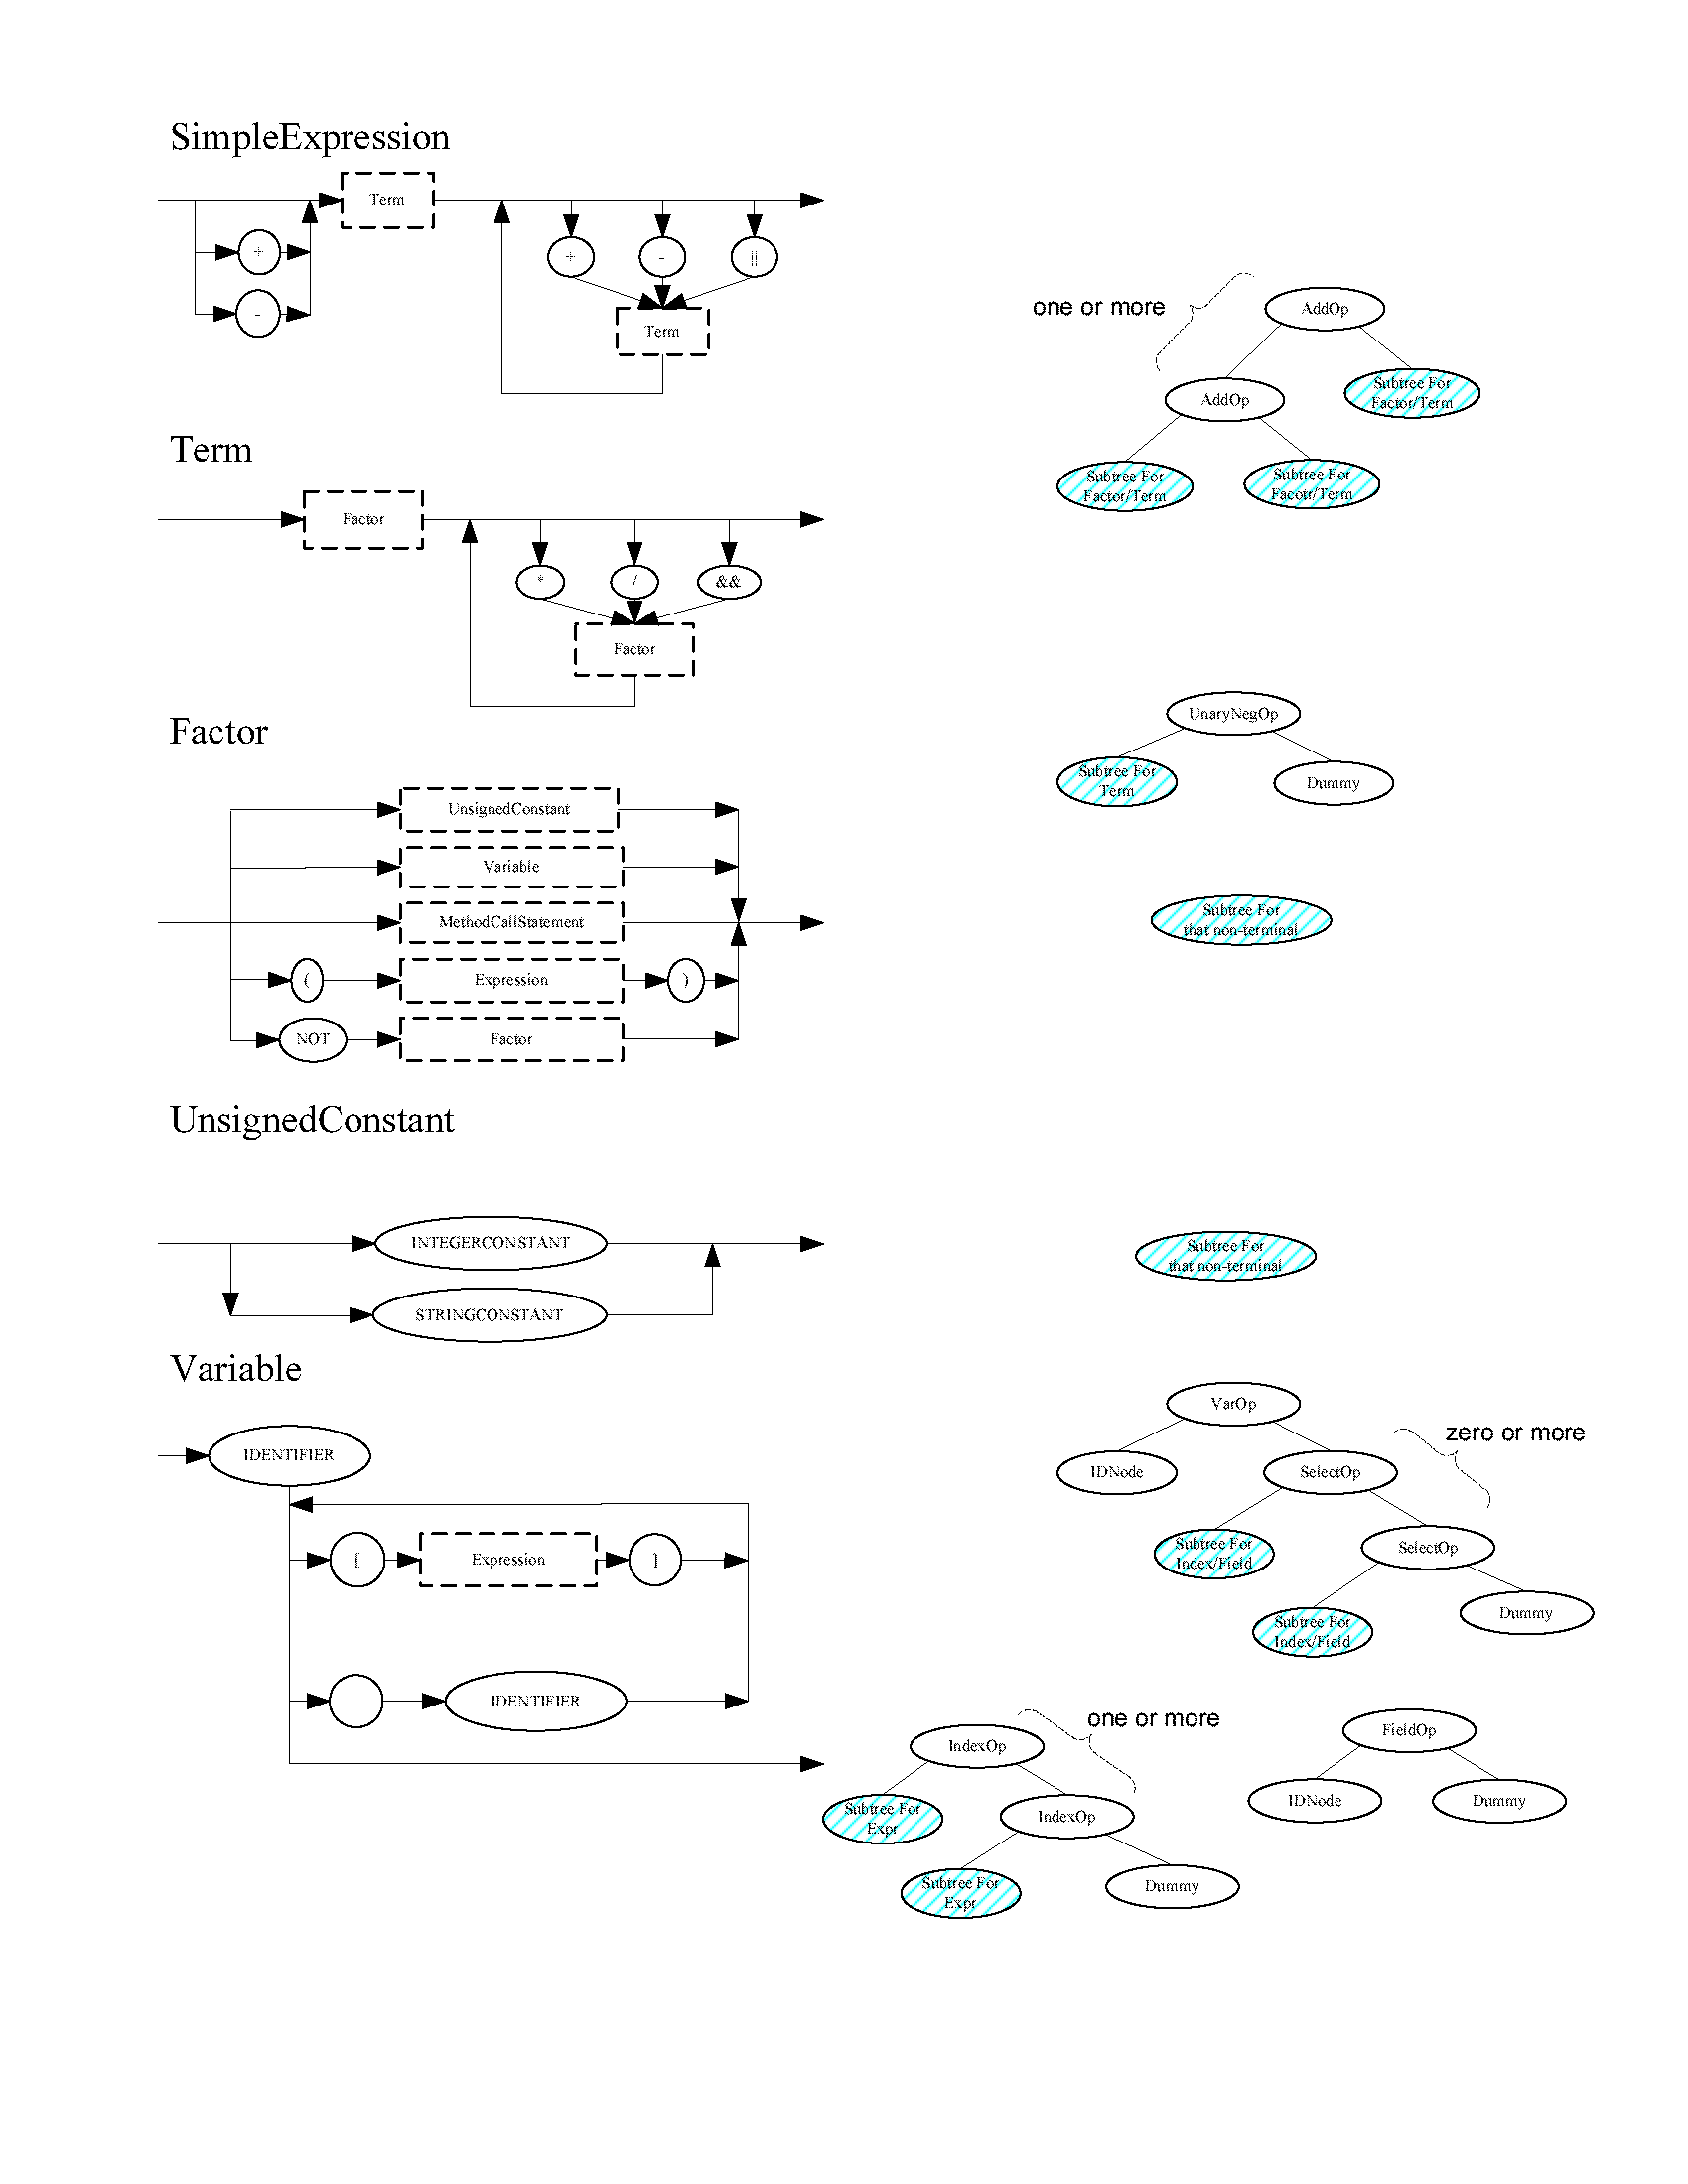 SimpleExpression
Term
+
-
+
-
||
Term
one or more
AddOp
AddOp
Subtree For
Factor/Term
Subtree For
Factor/Term
Subtree For
Facotr/Term
Term
Factor
*
/
&&
Factor
UnaryNegOp
Subtree For
Term
Dummy
Factor
UnsignedConstant
Variable
MethodCallStatement
(
Expression
)
NOT
Factor
Subtree For
that non-terminal
UnsignedConstant
INTEGERCONSTANT
STRINGCONSTANT
Subtree For
that non-terminal
Variable
IDENTIFIER
[
Expression
]
.
IDENTIFIER
VarOp
zero or more
IDNode
SelectOp
Subtree For
Index/Field
SelectOp
Subtree For
Index/Field
Dummy
one or more
IndexOp
Subtree For
Expr
IndexOp
Subtree For
Expr
Dummy
FieldOp
IDNode
Dummy